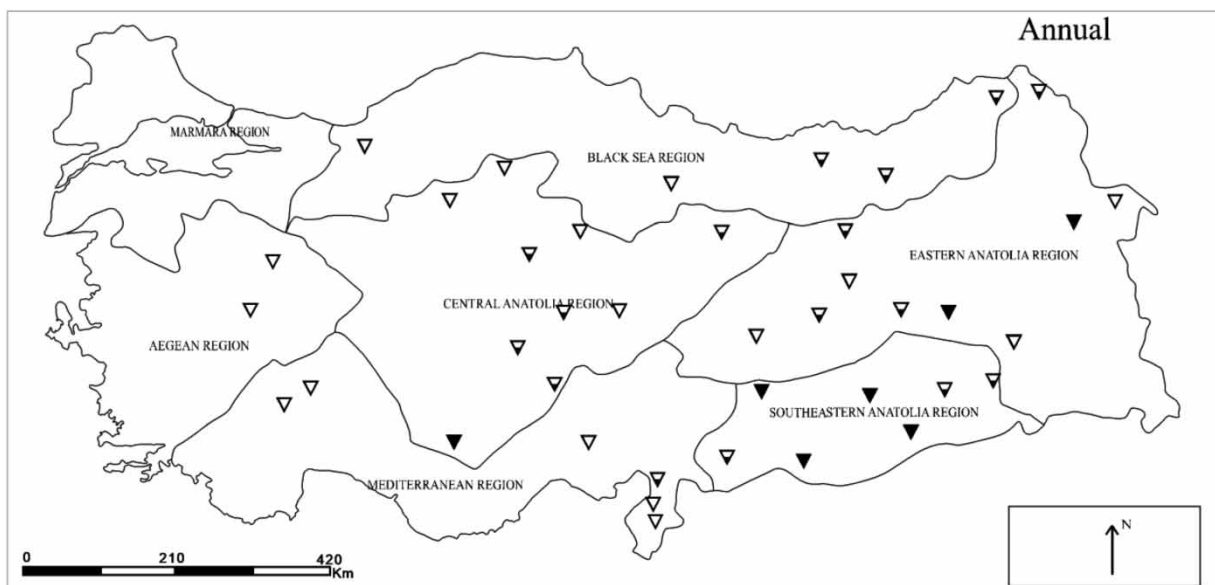 Annual
MARMARA REGION
BLACK SEA REGION
EASTERN ANATOLIA REGION
CENTRAL ANATOLIA REGION
AEGEAN REGION
SOUTHEASTERN ANATOLIA REGION
MEDITERRANEAN REGION
N
0 210 420
Km